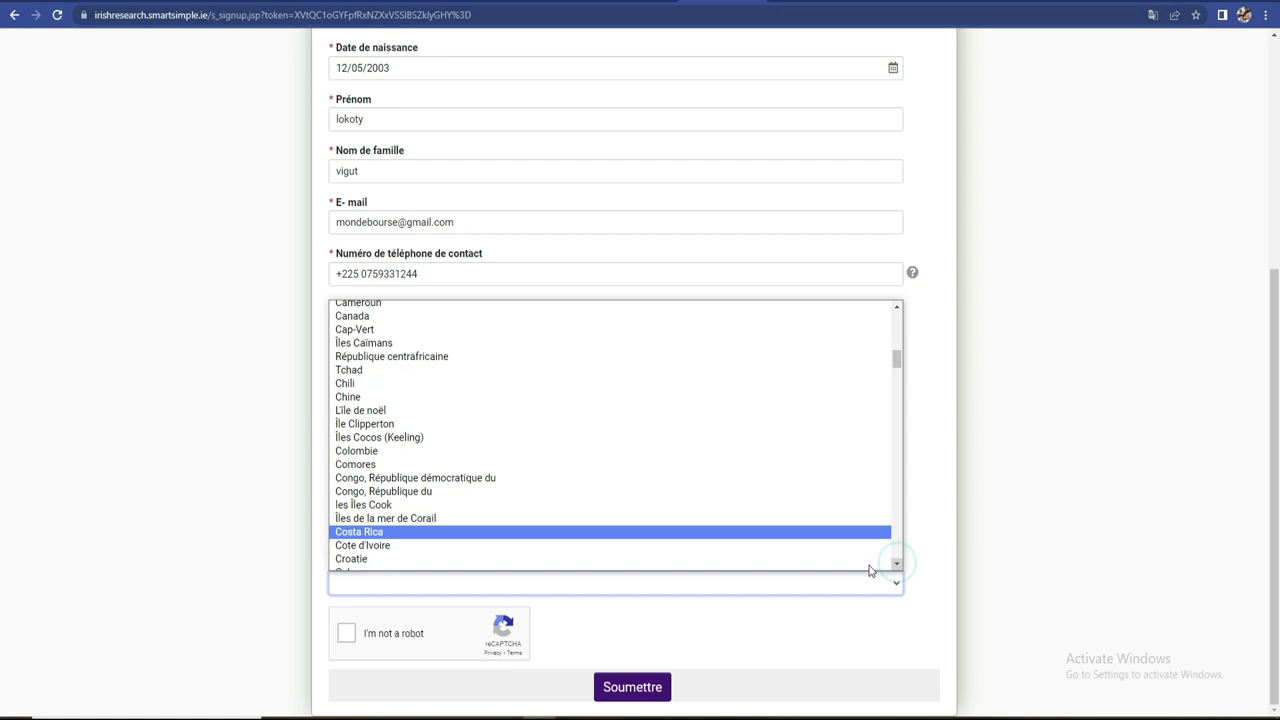 irishresearch.smartsimple.ie/s_signup.jsp?token=XVtQC1oGYFpfRxNZXxVSSlBSZklyGHY%3D
* Date de naissance
12/05/2003
* Prénom
lokoty
* Nom de famille
vigut
* E- mail
mondebourse@gmail.com
* Numéro de téléphone de contact
+225 0759331244
Cameroun
Canada
Cap-Vert
Îles Caïmans
République centrafricaine
Tchad
Chili
Chine
L'île de noël
Île Clipperton
Îles Cocos (Keeling)
Colombie
Comores
Congo, République démocratique du
Congo, République du
les Îles Cook
Îles de la mer de Corail
Costa Rica
Cote d'Ivoire
Croatie
I'm not a robot
reCAPTCHA
Privacy - Terms
Soumettre
Activate Windows
Go to Settings to activate Windows.